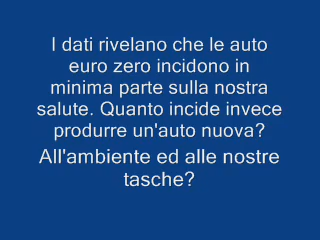 I dati rivelano che le auto
euro zero incidono in
minima parte sulla nostra
salute. Quanto incide invece
produrre un'auto nuova?
All'ambiente ed alle nostre
tasche?